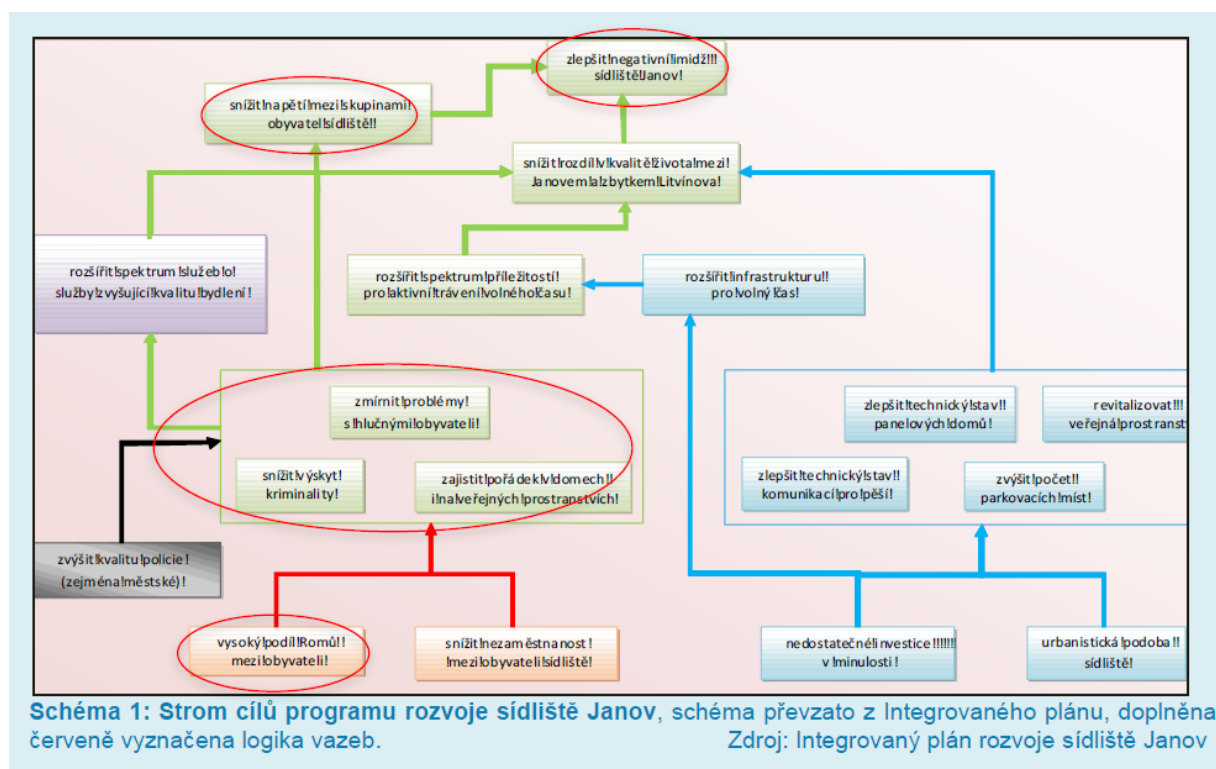 zlepšit!negativní!imidž!!!
sídliště!Janov!
snížit!napětí!mezi!skupinami!
obyvatel!sídliště!!
snížit!rozdíl!v!kvalitě!života!mezi!
Janovem!a!zbytkem!Litvínova!
rozšířit!spektrum!služeb!o!
služby!zvyšující!kvalitu!bydlení!
rozšířit!spektrum!příležitostí!
pro!aktivní!trávení!volného!času!
rozšířit!infrastrukturu!!
pro!volný!čas!
zmírnit!problémy!
s!hlučnými!obyvateli!
snížit!výskyt!
kriminality!
zajistit!pořádek!v!domech!!
i!na!veřejných!prostranstvích!
zlepšit!technický!stav!!
panelových!domů!
revitalizovat!!!
veřejná!prostranstv
zlepšit!technický!stav!!
komunikací!pro!pěší!
zvýšit!počet!!
parkovacích!míst!
zvýšit!kvalitu!policie!
(zejména!městské)!
vysoký!podíl!Romů!!
mezi!obyvateli!
snížit!nezaměstnanost!
!mezi!obyvateli!sídliště!
nedostatečné!investice!!!!!!!
v!minulosti!
urbanistická!podoba!!
sídliště!
Schéma 1: Strom cílů programu rozvoje sídliště Janov, schéma převzato z Integrovaného plánu, doplněna
červeně vyznačena logika vazeb. Zdroj: Integrovaný plán rozvoje sídliště Janov